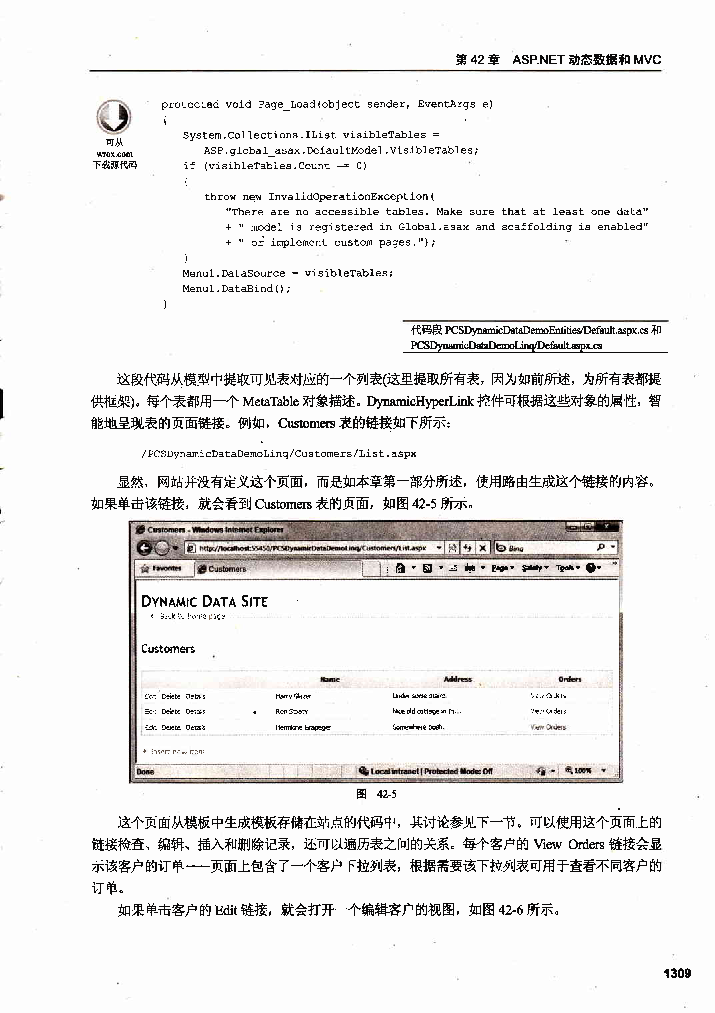 第 42 章 ASP.NET 动态数据和 MVC
可从
wrox.com
下载源代码
protected void Page_Load(object sender, EventArgs e)
{
System.Collections.IList visibleTables =
ASP.global_asax.DefaultModel.VisibleTables;
if (visibleTables.Count == 0)
{
throw new InvalidOperationException(
"There are no accessible tables. Make sure that at least one data"
+ " model is registered in Global.asax and scaffolding is enabled"
+ " or implement custom pages.");
}
Menu1.DataSource = visibleTables;
Menu1.DataBind();
}
代码段 PCSDynamicDataDemoEntities/Default.aspx.cs 和
PCSDynamicDataDemoLinq/Default.aspx.cs
这段代码从模型中提取可见表对应的一个列表(这里提取所有表，因为如前所述，为所有表都提
供框架)。每个表都用一个 MetaTable 对象描述。DynamicHyperLink 控件可根据这些对象的属性，智
能地呈现表的页面链接。例如，Customers 表的链接如下所示：
/PCSDynamicDataDemoLinq/Customers/List.aspx
显然，网站并没有定义这个页面，而是如本章第一部分所述，使用路由生成这个链接的内容。
如果单击该链接，就会看到 Customers 表的页面，如图 42-5 所示。
Customers - Windows Internet Explorer
http://localhost:55450/PCSDynamicDataDemoLinq/Customers/List.aspx Bing
Favorites Customers Page Safety Tools
DYNAMIC DATA SITE
Back to home page
Customers
Name Address Orders
Edit Delete Details Harry View Orders
Edit Delete Details Ron Nice old cottage in View Orders
Edit Delete Details Hermione Somewhere View Orders
Insert new item
Done Local intranet | Protected Mode: Off 100%
图 42-5
这个页面从模板中生成模板存储在站点的代码中，其讨论参见下一节。可以使用这个页面上的
链接检查、编辑、插入和删除记录，还可以遍历表之间的关系。每个客户的 View Orders 链接会显
示该客户的订单——页面上包含了一个客户下拉列表，根据需要该下拉列表可用于查看不同客户的
订单。
如果单击客户的 Edit 链接，就会打开一个编辑客户的视图，如图 42-6 所示。
1309